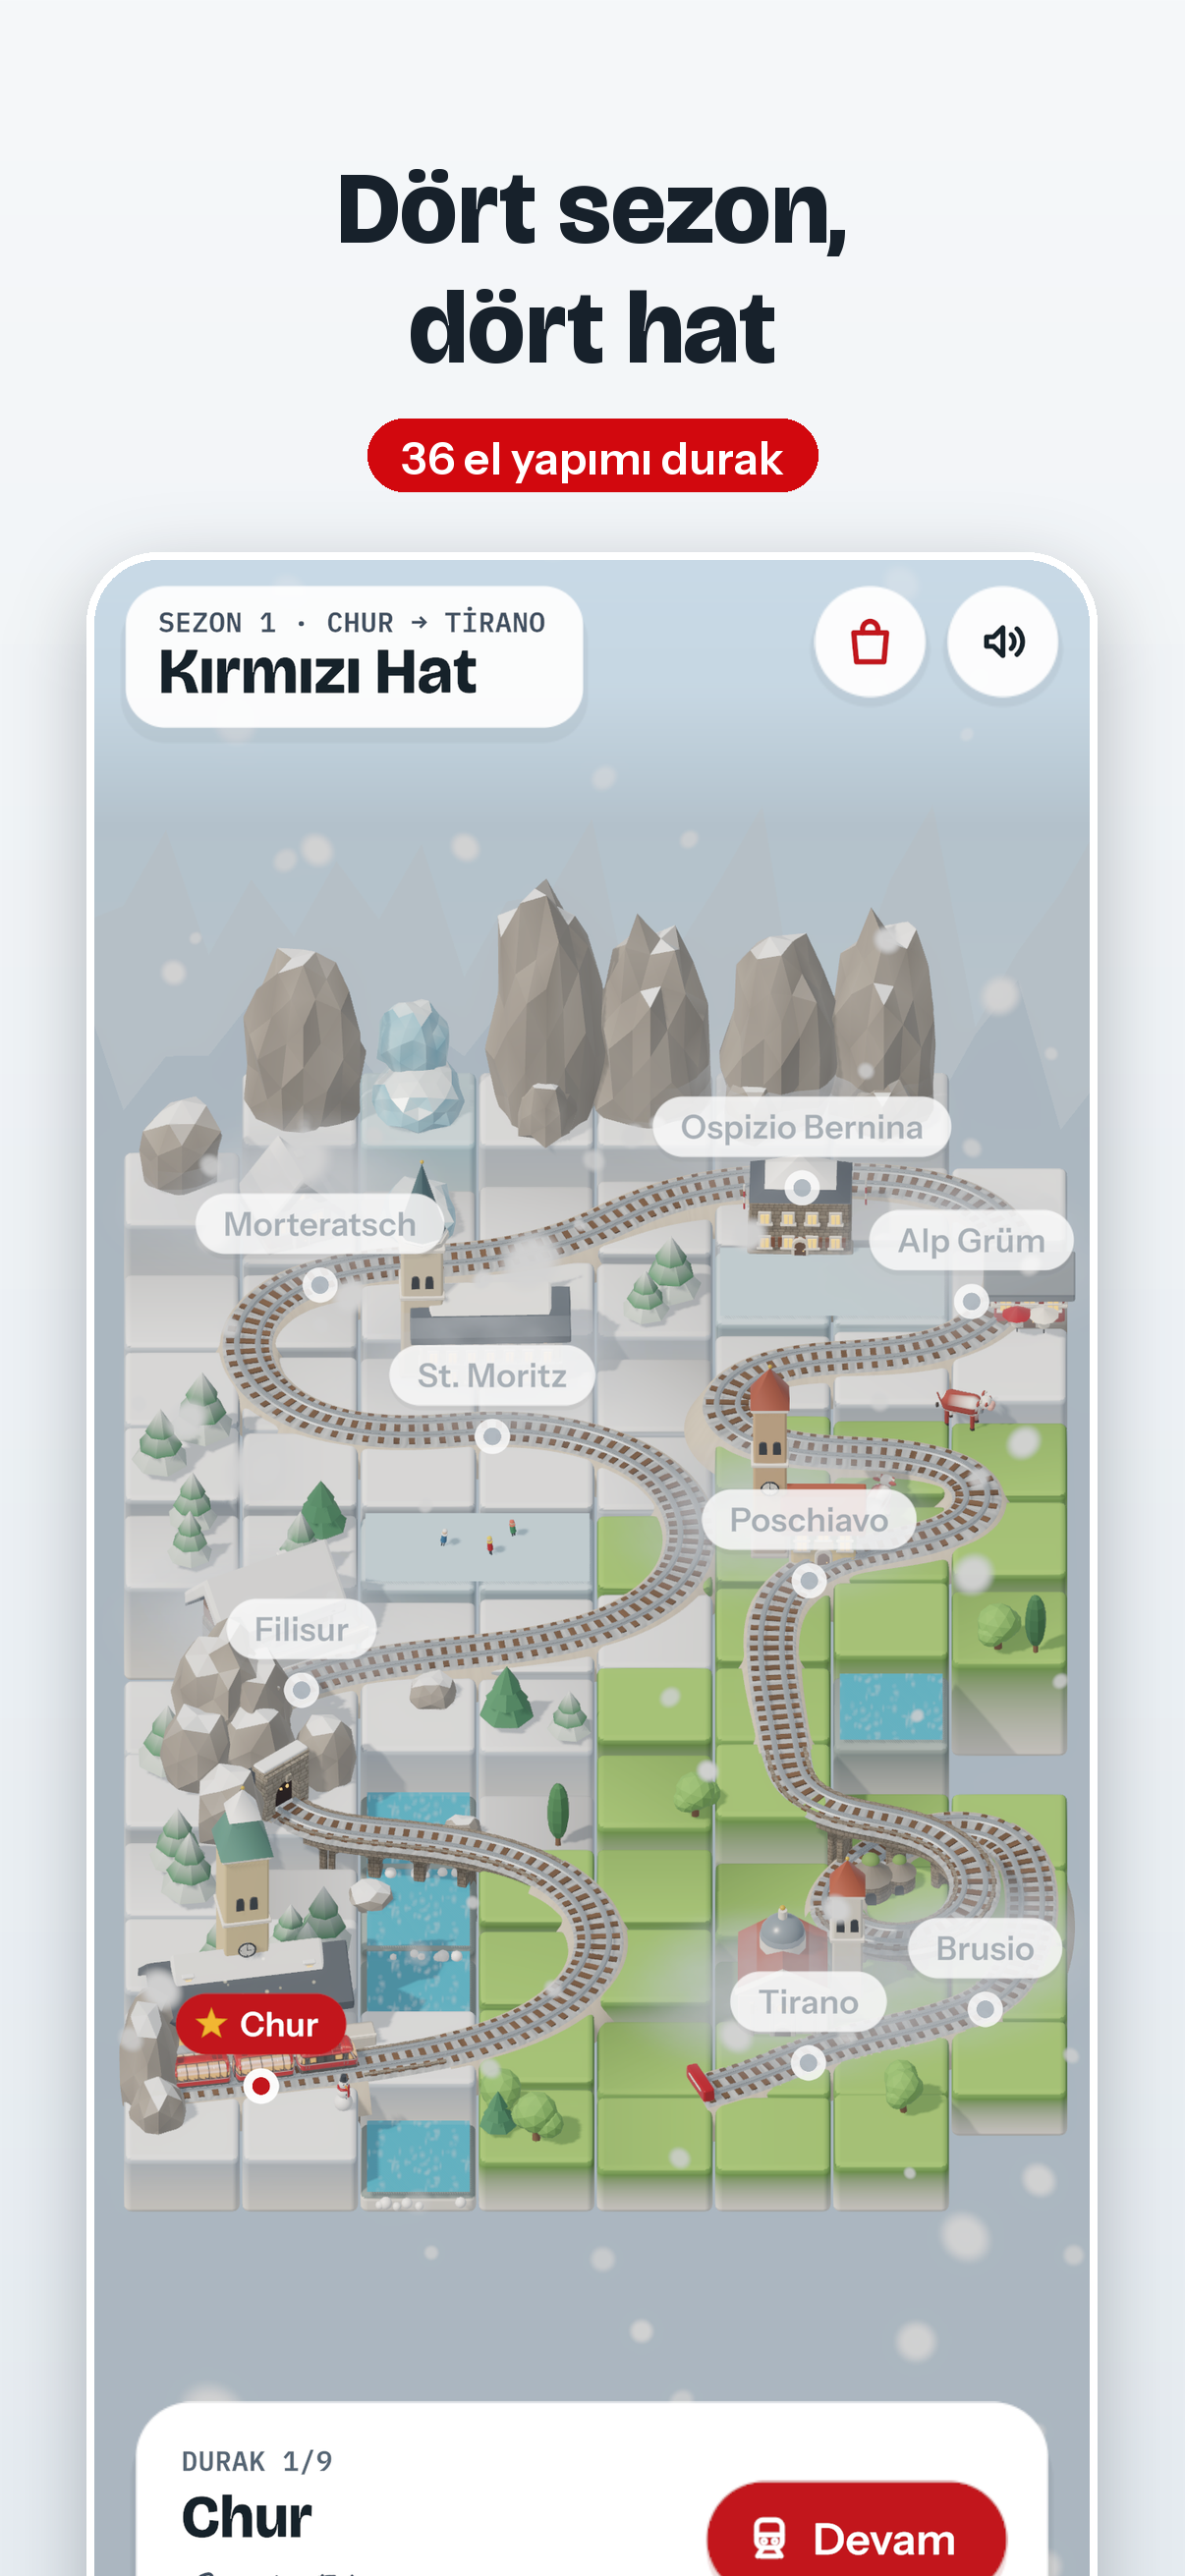 Dört sezon,
dört hat
36 el yapımı durak
SEZON 1 · CHUR → TİRANO
Kırmızı Hat
Ospizio Bernina
Morteratsch
Alp Grüm
St. Moritz
Poschiavo
Filisur
Brusio
Tirano
Chur
DURAK 1/9
Chur
Devam